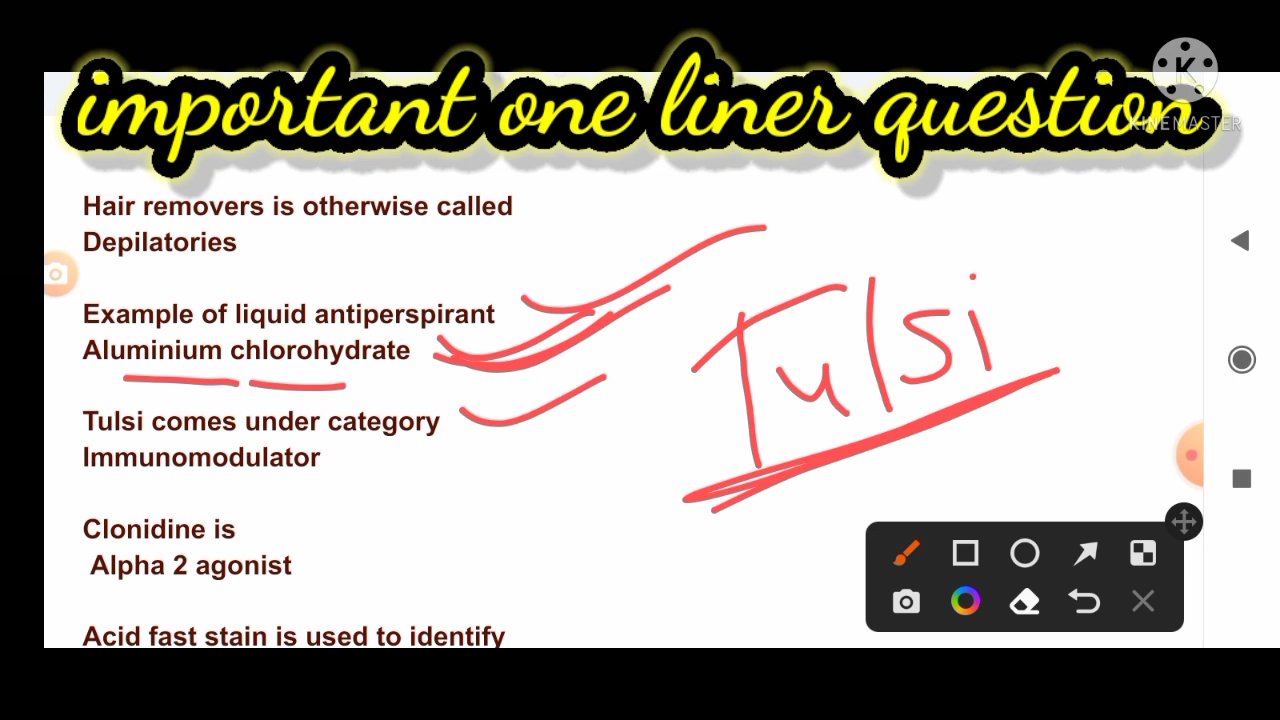 important one liner question
KINEMASTER
Hair removers is otherwise called
Depilatories
Example of liquid antiperspirant
Aluminium chlorohydrate
Tulsi comes under category
Immunomodulator
Tulsi
Clonidine is
Alpha 2 agonist
Acid fast stain is used to identify